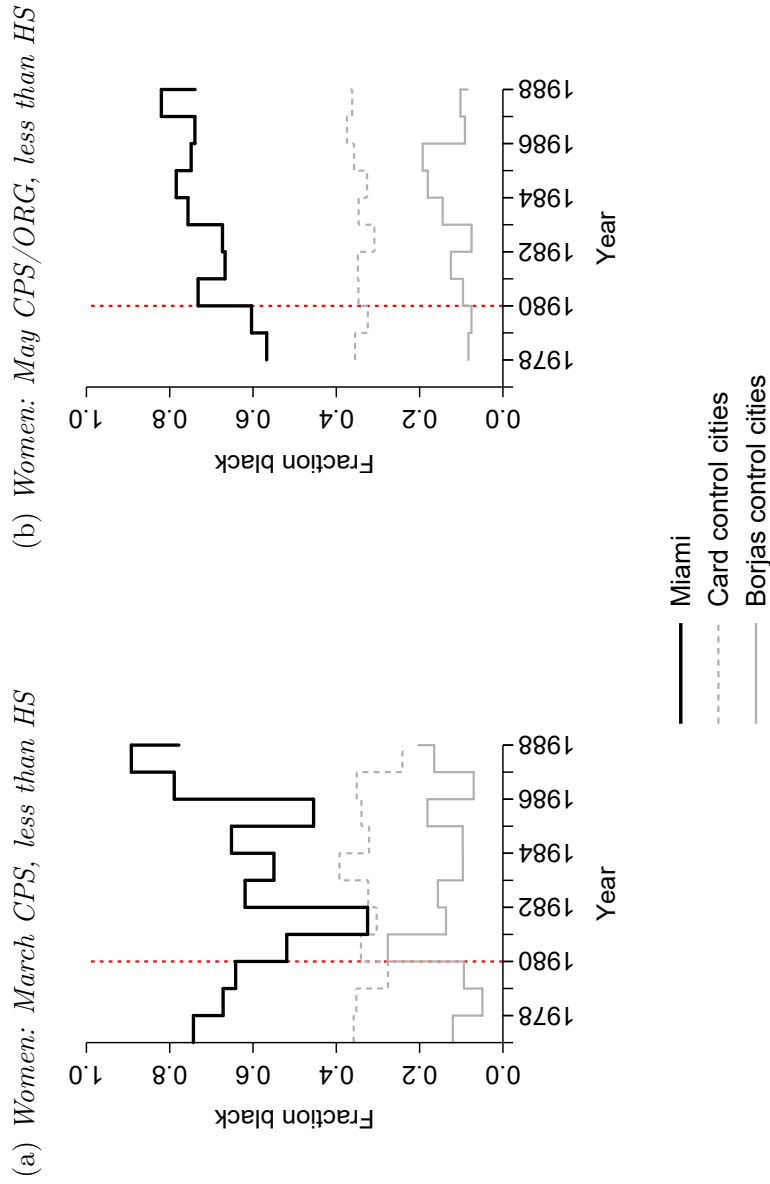 (a) Women: March CPS, less than HS
Fraction black
1.0
0.8
0.6
0.4
0.2
0.0
1978
1980
1982
1984
1986
1988
Year
(b) Women: May CPS/ORG, less than HS
Fraction black
1.0
0.8
0.6
0.4
0.2
0.0
1978
1980
1982
1984
1986
1988
Year
Miami
Card control cities
Borjas control cities